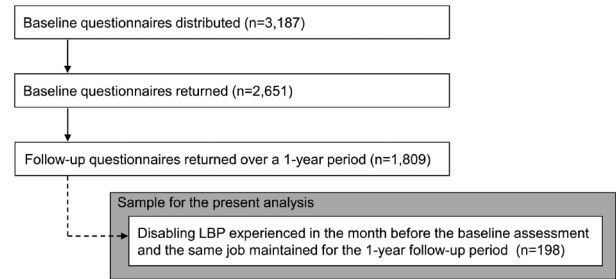 Baseline questionnaires distributed (n=3,187)
Baseline questionnaires returned (n=2,651)
Follow-up questionnaires returned over a 1-year period (n=1,809)
Sample for the present analysis
Disabling LBP experienced in the month before the baseline assessment
and the same job maintained for the 1-year follow-up period (n=198)